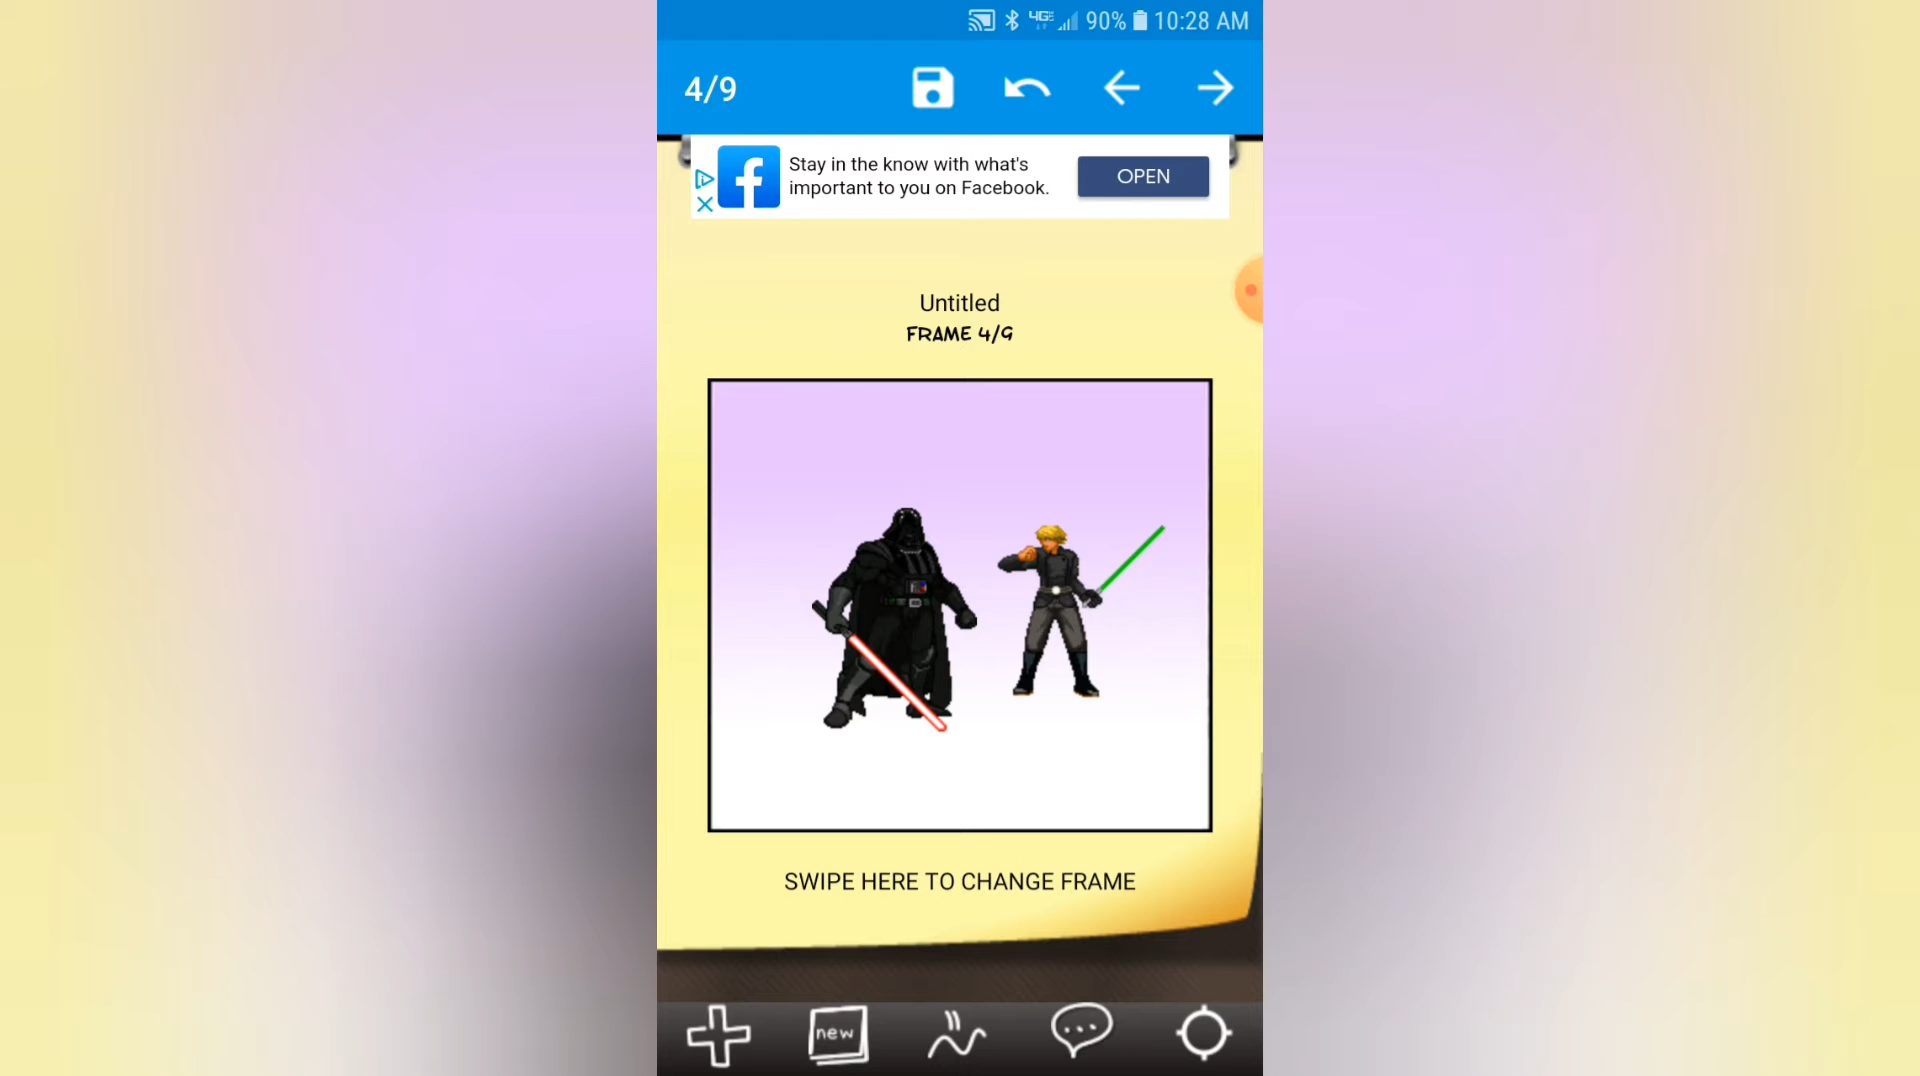 4GE 90% 10:28 AM
4/9
Stay in the know with what's
important to you on Facebook.
OPEN
Untitled
FRAME 4/9
SWIPE HERE TO CHANGE FRAME
new